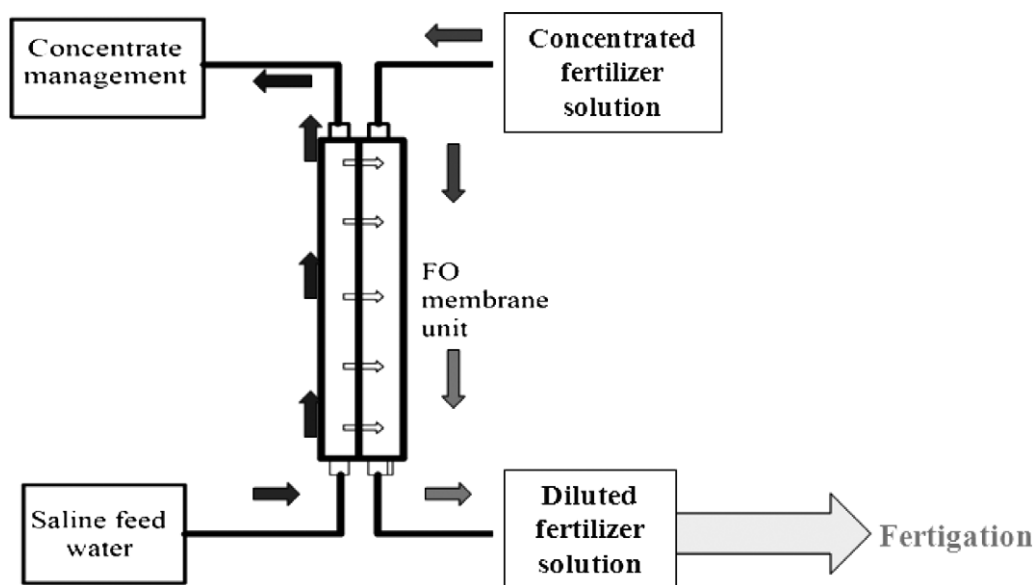 Concentrate
management
Concentrated
fertilizer
solution
FO
membrane
unit
Saline feed
water
Diluted
fertilizer
solution
Fertigation